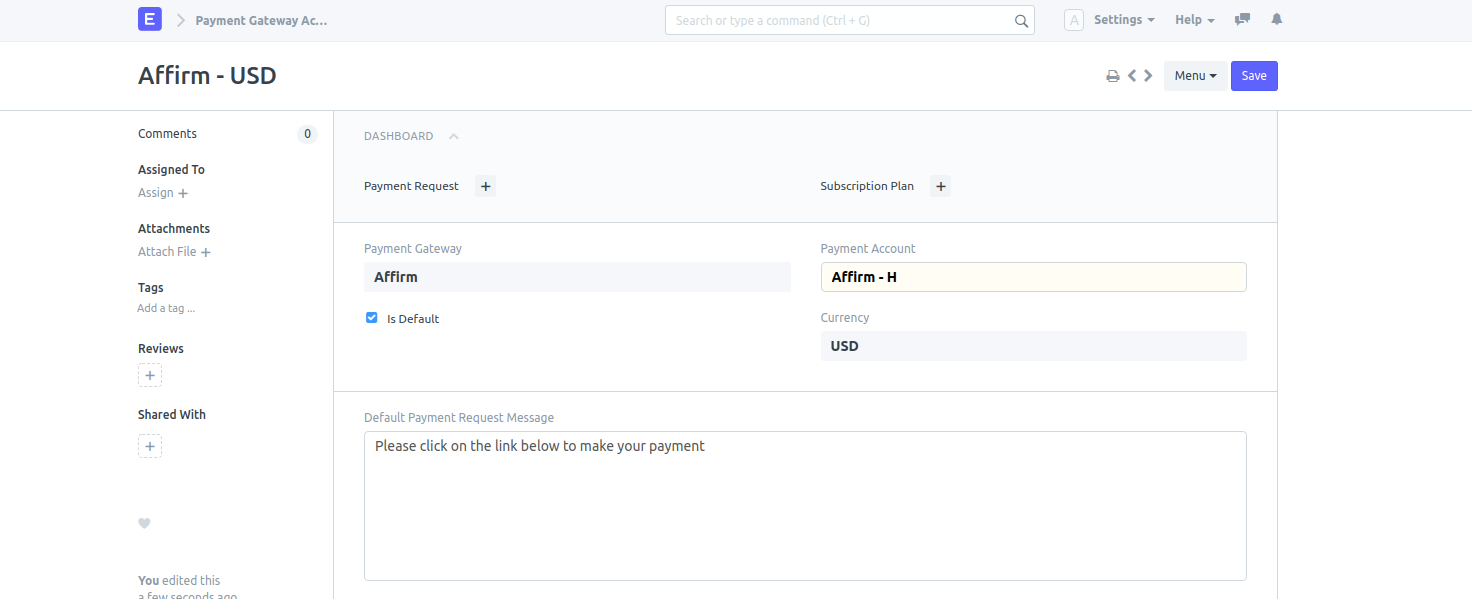 E Payment Gateway Ac...
Search or type a command (Ctrl + G)
A Settings Help
Affirm - USD
Menu Save
Comments 0
Assigned To
Assign +
Attachments
Attach File +
Tags
Add a tag ...
Reviews
+
Shared With
+
You edited this
a few seconds ago
DASHBOARD
Payment Request +
Subscription Plan +
Payment Gateway
Affirm
Is Default
Payment Account
Affirm - H
Currency
USD
Default Payment Request Message
Please click on the link below to make your payment